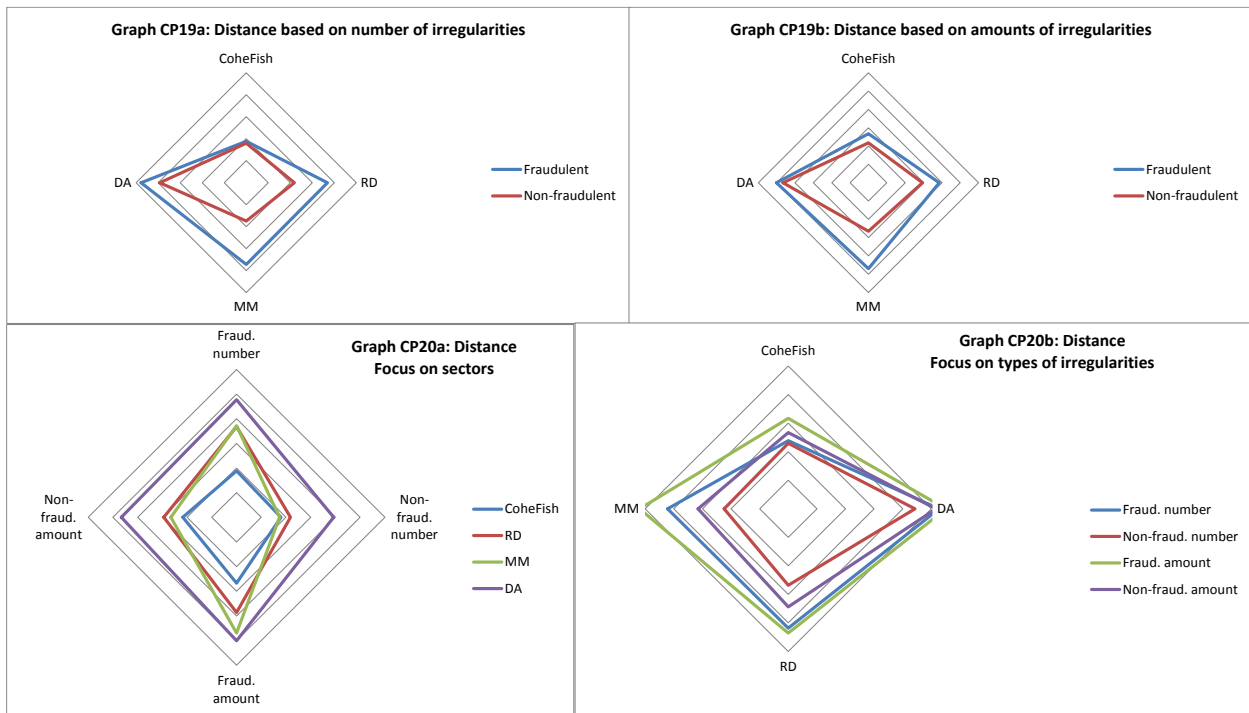 Graph CP19a: Distance based on number of irregularities
CoheFish
DA
RD
MM
Fraudulent
Non-fraudulent
Graph CP19b: Distance based on amounts of irregularities
CoheFish
DA
RD
MM
Fraudulent
Non-fraudulent
Graph CP20a: Distance
Focus on sectors
Fraud.
number
Non-
fraud.
amount
Non-
fraud.
number
Fraud.
amount
CoheFish
RD
MM
DA
Graph CP20b: Distance
Focus on types of irregularities
CoheFish
MM
DA
RD
Fraud. number
Non-fraud. number
Fraud. amount
Non-fraud. amount